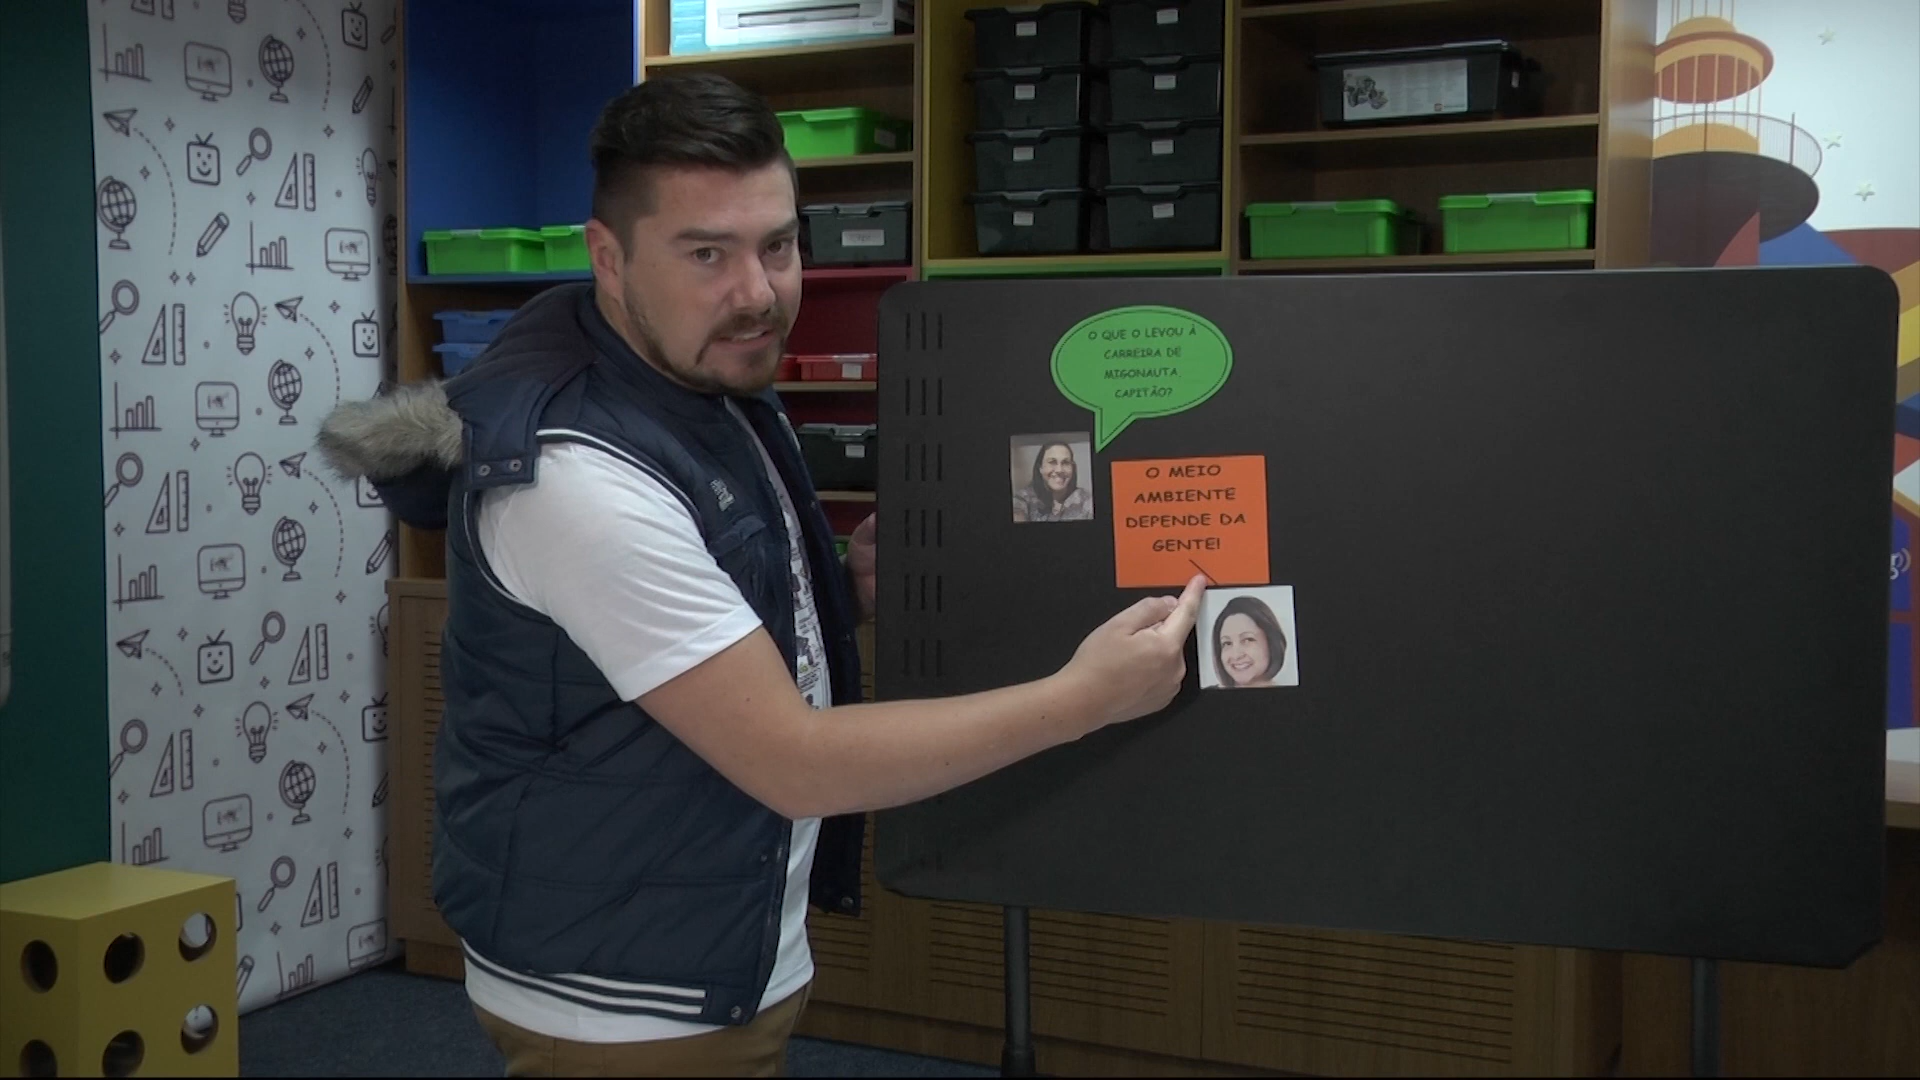 O QUE O LEVOU À
CARREIRA DE
MIGONAUTA,
CAPITÃO?
O MEIO
AMBIENTE
DEPENDE DA
GENTE!